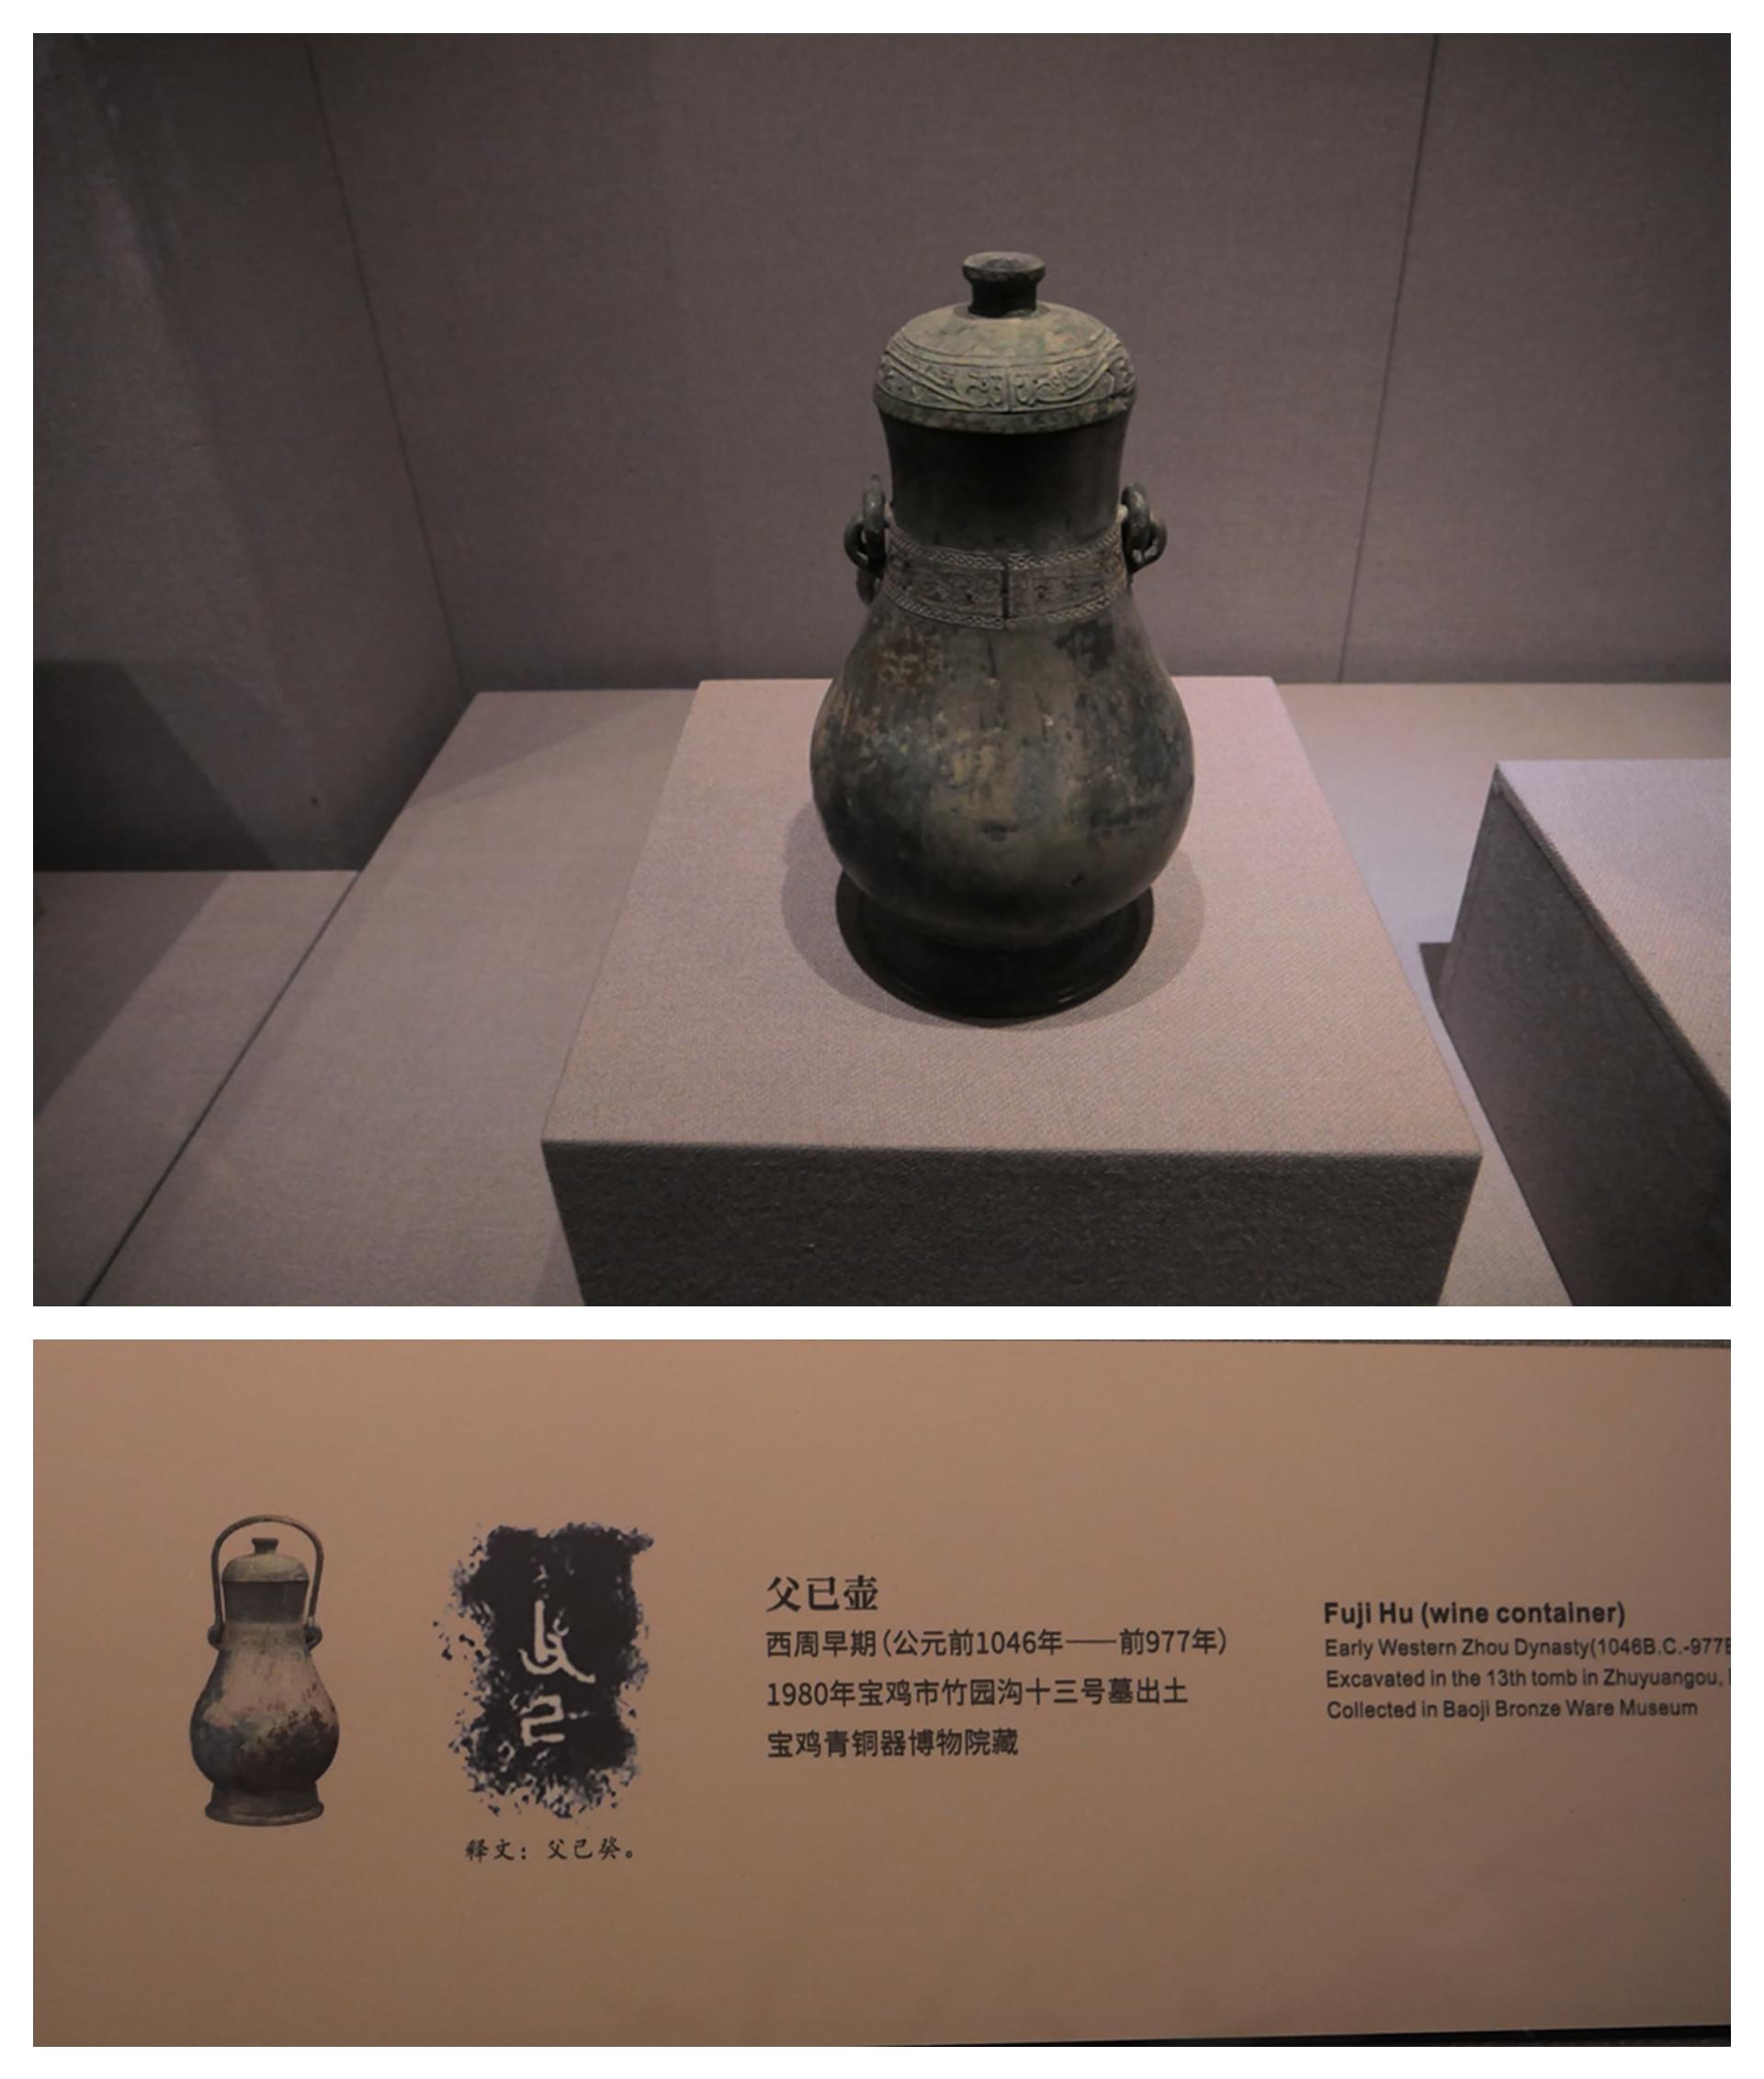 父己
释文：父己癸。
父已壶
西周早期（公元前1046年——前977年）
1980年宝鸡市竹园沟十三号墓出土
宝鸡青铜器博物院藏
Fuji Hu (wine container)
Early Western Zhou Dynasty(1046B.C.-977B
Excavated in the 13th tomb in Zhuyuangou,
Collected in Baoji Bronze Ware Museum